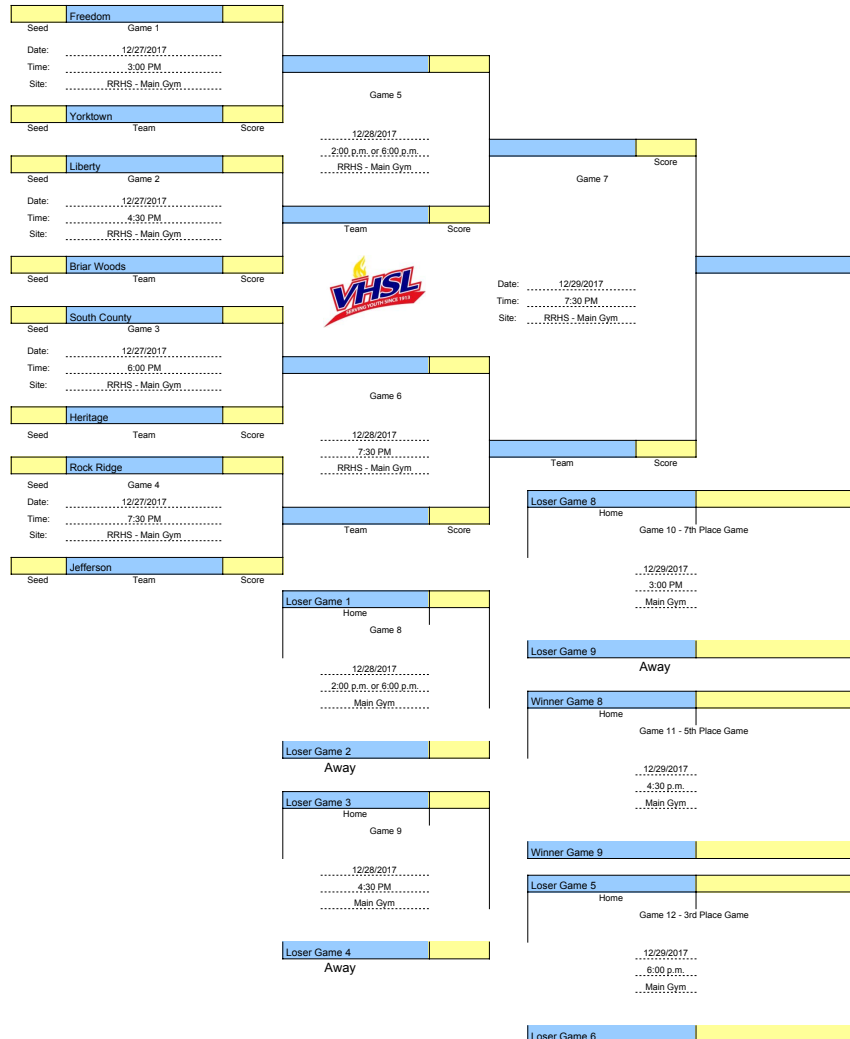 Freedom
Seed Game 1
Date: 12/27/2017
Time: 3:00 PM
Site: RRHS - Main Gym
Yorktown
Seed Team Score
Liberty
Seed Game 2
Date: 12/27/2017
Time: 4:30 PM
Site: RRHS - Main Gym
Briar Woods
Seed Team Score
South County
Seed Game 3
Date: 12/27/2017
Time: 6:00 PM
Site: RRHS - Main Gym
Heritage
Seed Team Score
Rock Ridge
Seed Game 4
Date: 12/27/2017
Time: 7:30 PM
Site: RRHS - Main Gym
Jefferson
Seed Team Score
Game 5
12/28/2017
2:00 p.m. or 6:00 p.m.
RRHS - Main Gym
Team Score
VHSL
SERVING YOUTH SINCE 1913
Game 6
12/28/2017
7:30 PM
RRHS - Main Gym
Team Score
Loser Game 1
Home
Game 8
12/28/2017
2:00 p.m. or 6:00 p.m.
Main Gym
Loser Game 2
Away
Loser Game 3
Home
Game 9
12/28/2017
4:30 PM
Main Gym
Loser Game 4
Away
Score
Game 7
Date: 12/29/2017
Time: 7:30 PM
Site: RRHS - Main Gym
Team Score
Loser Game 8
Home
Game 10 - 7th Place Game
12/29/2017
3:00 PM
Main Gym
Loser Game 9
Away
Winner Game 8
Home
Game 11 - 5th Place Game
12/29/2017
4:30 p.m.
Main Gym
Winner Game 9
Loser Game 5
Home
Game 12 - 3rd Place Game
12/29/2017
6:00 p.m.
Main Gym
Loser Game 6